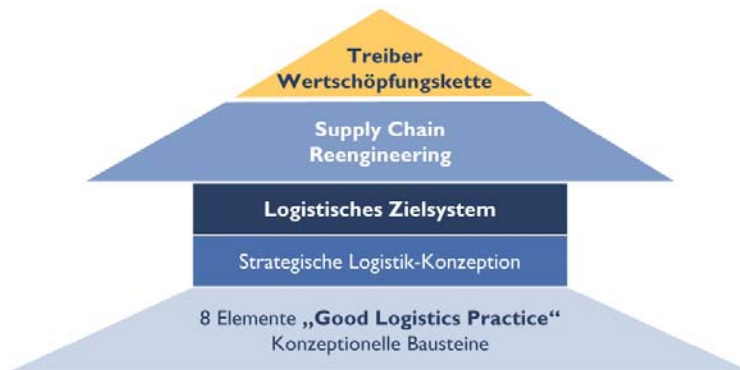 Treiber
Wertschöpfungskette
Supply Chain
Reengineering
Logistisches Zielsystem
Strategische Logistik-Konzeption
8 Elemente „Good Logistics Practice“
Konzeptionelle Bausteine